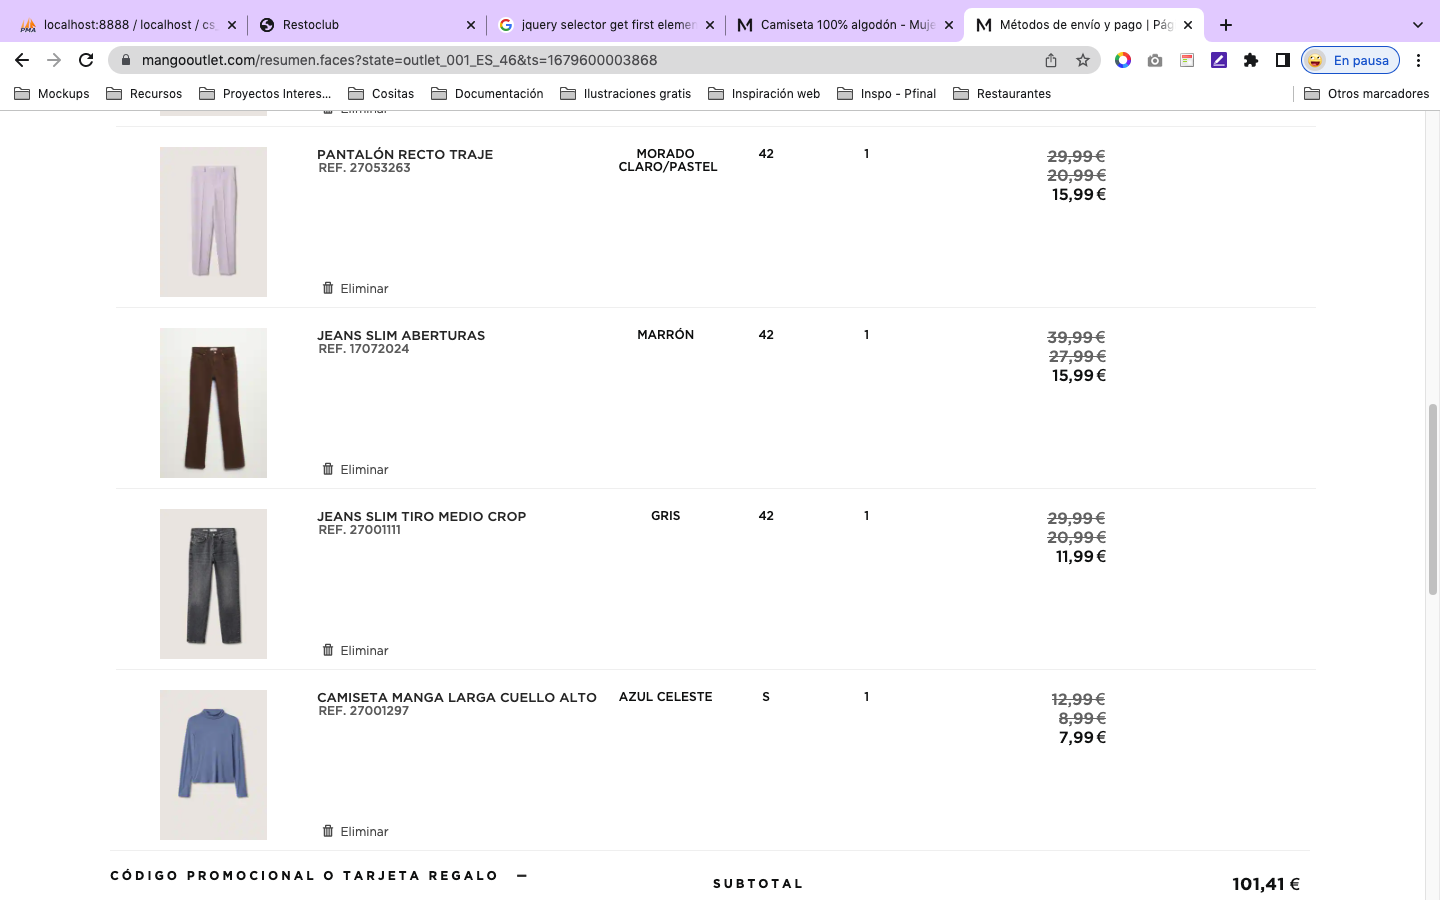 localhost:8888 / localhost / cs_
Restoclub
jquery selector get first elemen
Camiseta 100% algodón - Muje
Métodos de envío y pago | Pág
mangooutlet.com/resumen.faces?state=outlet_001_ES_46&ts=1679600003868
En pausa
Mockups
Recursos
Proyectos Interes...
Cositas
Documentación
Ilustraciones gratis
Inspiración web
Inspo - Pfinal
Restaurantes
Otros marcadores
Eliminar
PANTALÓN RECTO TRAJE
REF. 27053263
MORADO
CLARO/PASTEL
42
1
29,99 €
20,99 €
15,99 €
Eliminar
JEANS SLIM ABERTURAS
REF. 17072024
MARRÓN
42
1
39,99 €
27,99 €
15,99 €
Eliminar
JEANS SLIM TIRO MEDIO CROP
REF. 27001111
GRIS
42
1
29,99 €
20,99 €
11,99 €
Eliminar
CAMISETA MANGA LARGA CUELLO ALTO
REF. 27001297
AZUL CELESTE
S
1
12,99 €
8,99 €
7,99 €
Eliminar
CÓDIGO PROMOCIONAL O TARJETA REGALO –
SUBTOTAL
101,41 €